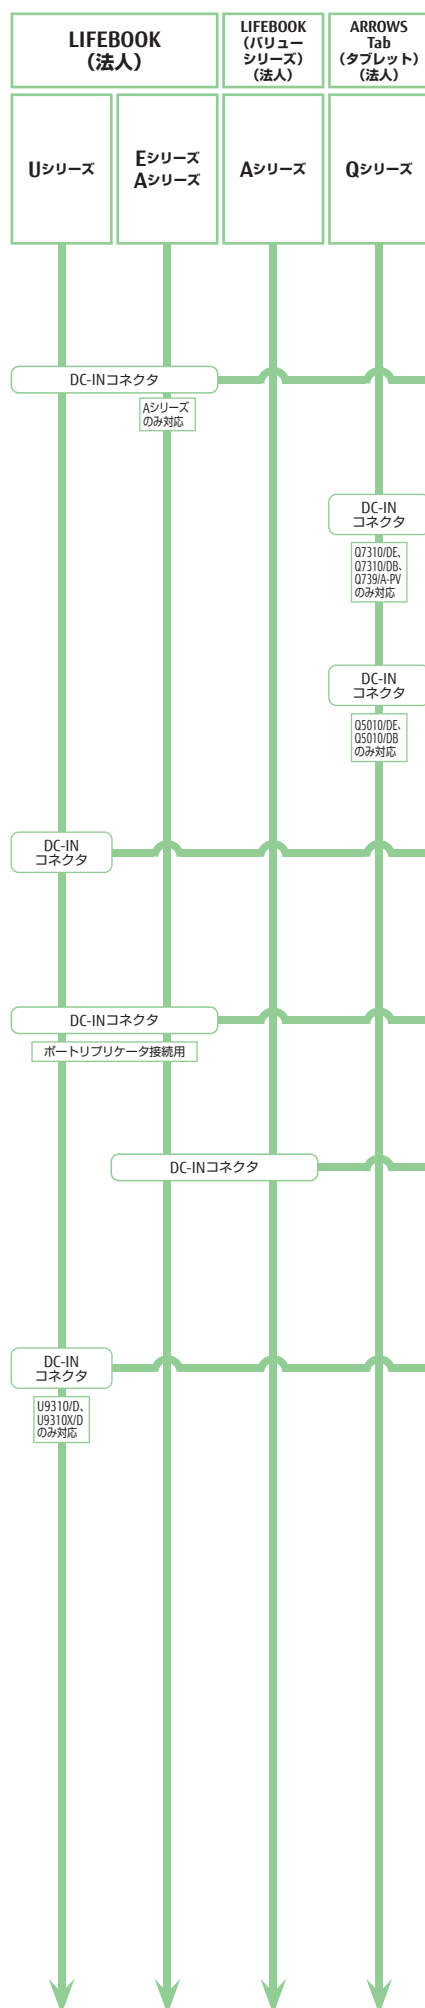 LIFEBOOK
（法人）
LIFEBOOK
（バリュー
シリーズ）
（法人）
ARROWS
Tab
（タブレット）
（法人）
Uシリーズ
Eシリーズ
Aシリーズ
Aシリーズ
Qシリーズ
DC-INコネクタ
Aシリーズ
のみ対応
DC-IN
コネクタ
Q7310/DE、
Q7310/DB、
Q739/A-PV
のみ対応
DC-IN
コネクタ
Q5010/DE、
Q5010/DB
のみ対応
DC-IN
コネクタ
DC-INコネクタ
ポートリプリケータ接続用
DC-INコネクタ
DC-IN
コネクタ
U9310/D、
U9310X/D
のみ対応